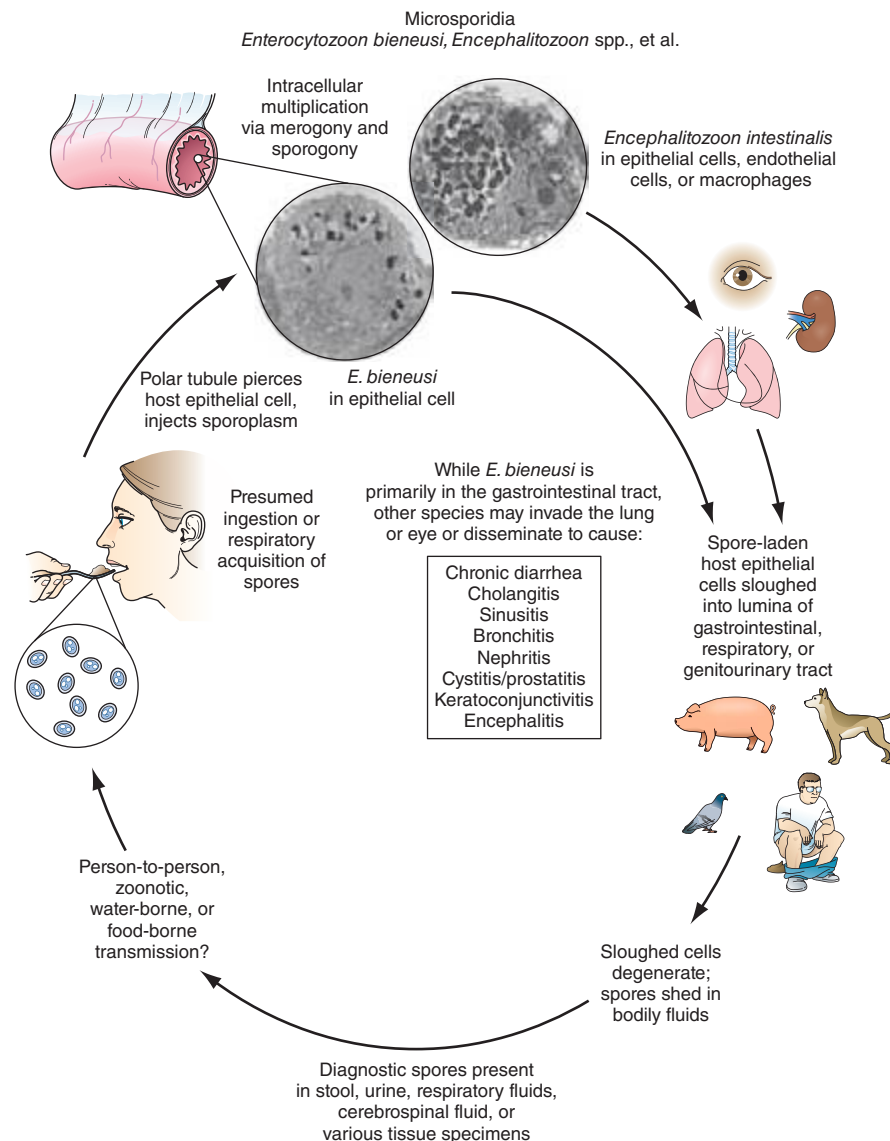 Microsporidia
Enterocytozoon bieneusi, Encephalitozoon spp., et al.
Intracellular
multiplication
via merogony and
sporogony
Encephalitozoon intestinalis
in epithelial cells, endothelial
cells, or macrophages
Polar tubule pierces
host epithelial cell,
injects sporoplasm
E. bieneusi
in epithelial cell
Presumed
ingestion or
respiratory
acquisition of
spores
While E. bieneusi is
primarily in the gastrointestinal tract,
other species may invade the lung
or eye or disseminate to cause:
Chronic diarrhea
Cholangitis
Sinusitis
Bronchitis
Nephritis
Cystitis/prostatitis
Keratoconjunctivitis
Encephalitis
Spore-laden
host epithelial
cells sloughed
into lumina of
gastrointestinal,
respiratory, or
genitourinary tract
Person-to-person,
zoonotic,
water-borne, or
food-borne
transmission?
Sloughed cells
degenerate;
spores shed in
bodily fluids
Diagnostic spores present
in stool, urine, respiratory fluids,
cerebrospinal fluid, or
various tissue specimens